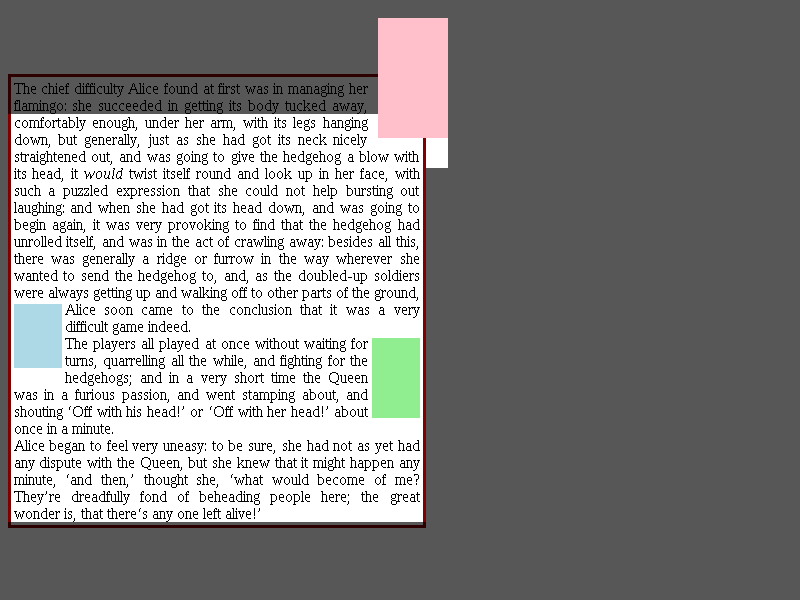 The chief difficulty Alice found at first was in managing her
flamingo: she succeeded in getting its body tucked away,
comfortably enough, under her arm, with its legs hanging
down, but generally, just as she had got its neck nicely
straightened out, and was going to give the hedgehog a blow with
its head, it would twist itself round and look up in her face, with
such a puzzled expression that she could not help bursting out
laughing: and when she had got its head down, and was going to
begin again, it was very provoking to find that the hedgehog had
unrolled itself, and was in the act of crawling away: besides all this,
there was generally a ridge or furrow in the way wherever she
wanted to send the hedgehog to, and, as the doubled-up soldiers
were always getting up and walking off to other parts of the ground,
Alice soon came to the conclusion that it was a very
difficult game indeed.
The players all played at once without waiting for
turns, quarrelling all the while, and fighting for the
hedgehogs; and in a very short time the Queen
was in a furious passion, and went stamping about, and
shouting ‘Off with his head!’ or ‘Off with her head!’ about
once in a minute.
Alice began to feel very uneasy: to be sure, she had not as yet had
any dispute with the Queen, but she knew that it might happen any
minute, ‘and then,’ thought she, ‘what would become of me?
They’re dreadfully fond of beheading people here; the great
wonder is, that there’s any one left alive!’